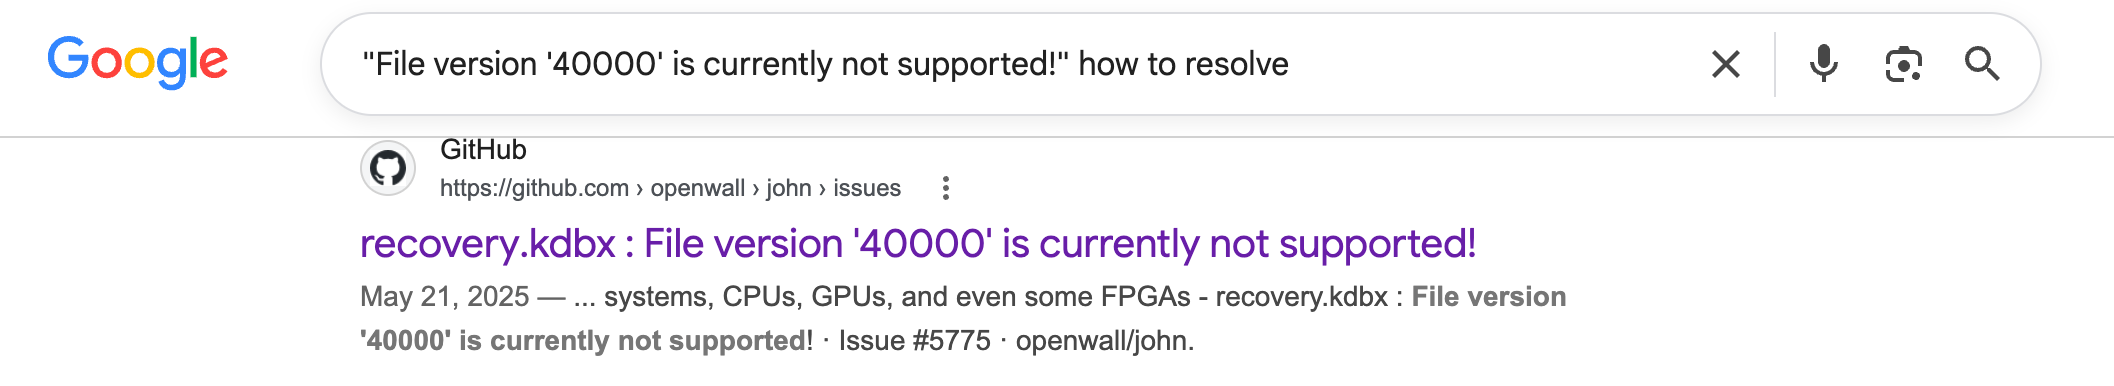 Google
"File version '40000' is currently not supported!" how to resolve
GitHub
https://github.com › openwall › john › issues
recovery.kdbx : File version '40000' is currently not supported!
May 21, 2025 — ... systems, CPUs, GPUs, and even some FPGAs - recovery.kdbx : File version
'40000' is currently not supported! · Issue #5775 · openwall/john.